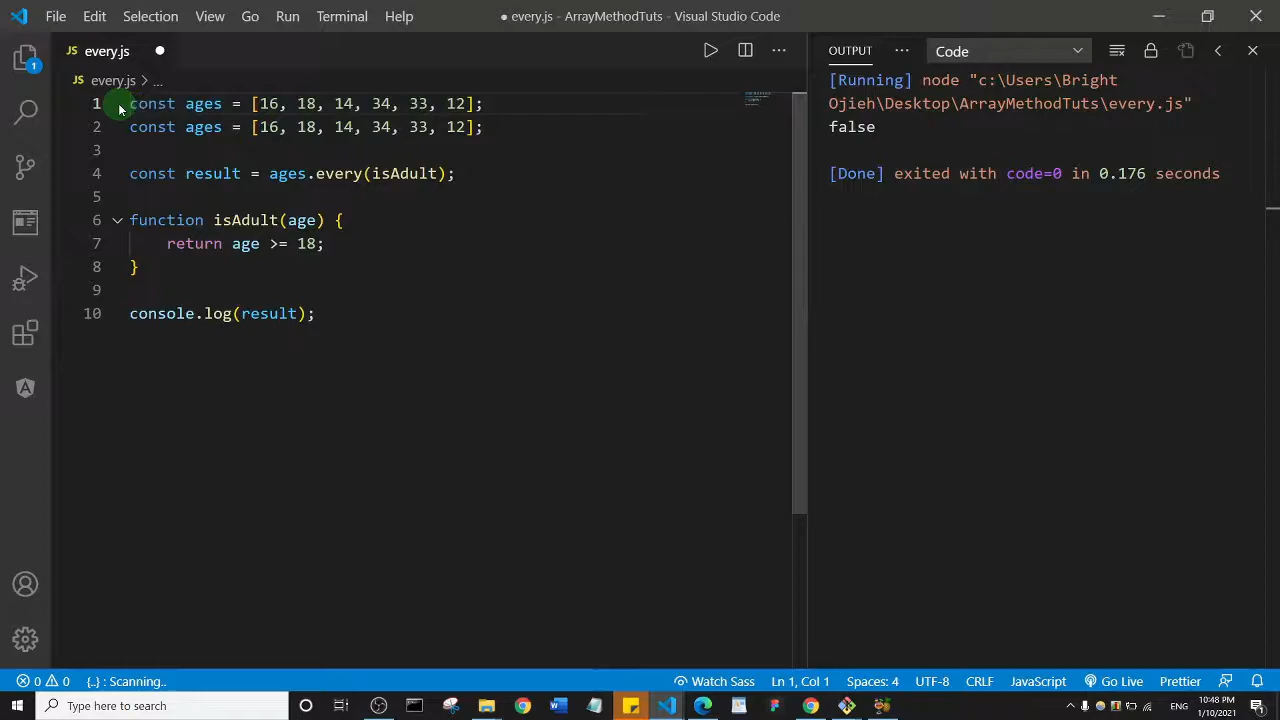 File Edit Selection View Go Run Terminal Help
● every.js - ArrayMethodTuts - Visual Studio Code
JS every.js
JS every.js > ...
1 const ages = [16, 18, 14, 34, 33, 12];
2 const ages = [16, 18, 14, 34, 33, 12];
3
4 const result = ages.every(isAdult);
5
6 function isAdult(age) {
7 return age >= 18;
8 }
9
10 console.log(result);
OUTPUT ... Code
[Running] node "c:\Users\Bright
Ojieh\Desktop\ArrayMethodTuts\every.js"
false
[Done] exited with code=0 in 0.176 seconds
1
0 0 {..} : Scanning.. Watch Sass Ln 1, Col 1 Spaces: 4 UTF-8 CRLF JavaScript Go Live Prettier
Type here to search
ENG
10:48 PM
1/10/2021